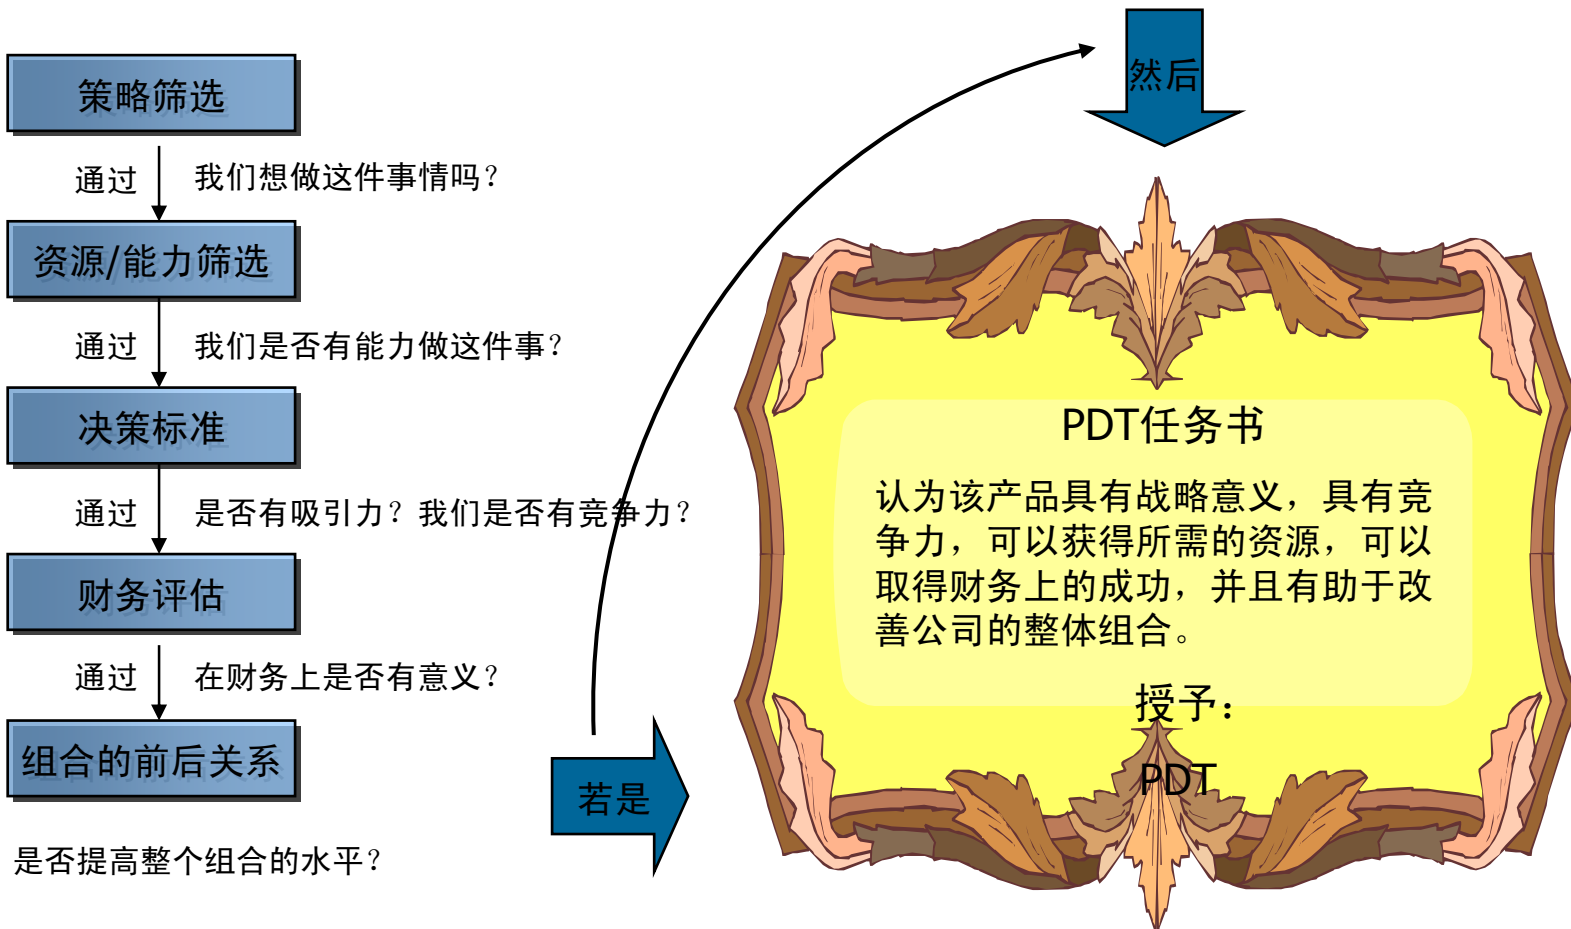 策略筛选
通过
我们想做这件事情吗？
资源/能力筛选
通过
我们是否有能力做这件事？
决策标准
通过
是否有吸引力？我们是否有竞争力？
财务评估
通过
在财务上是否有意义？
组合的前后关系
是否提高整个组合的水平？
若是
然后
PDT任务书
认为该产品具有战略意义，具有竞
争力，可以获得所需的资源，可以
取得财务上的成功，并且有助于改
善公司的整体组合。
授予：
PDT